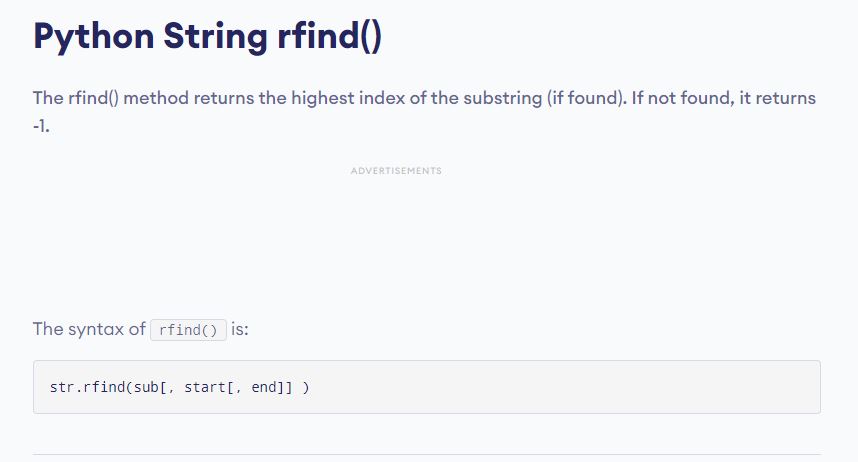 Python String rfind()
The rfind() method returns the highest index of the substring (if found). If not found, it returns
-1.
ADVERTISEMENTS
The syntax of rfind() is:
str.rfind(sub[, start[, end]] )